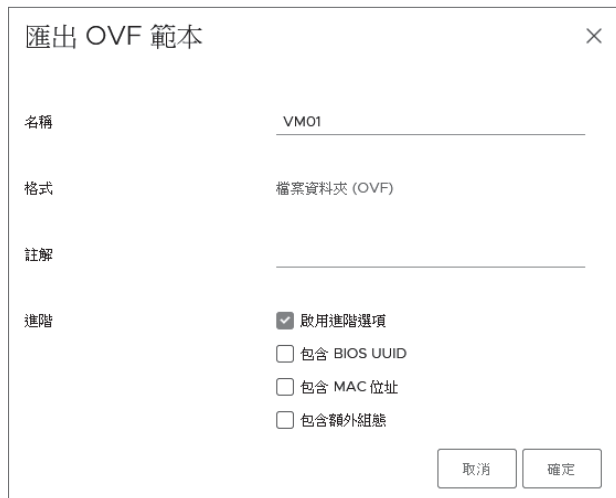 匯出 OVF 範本
名稱 VM01
格式 檔案資料夾 (OVF)
註解
進階 啟用進階選項
包含 BIOS UUID
包含 MAC 位址
包含額外組態
取消 確定